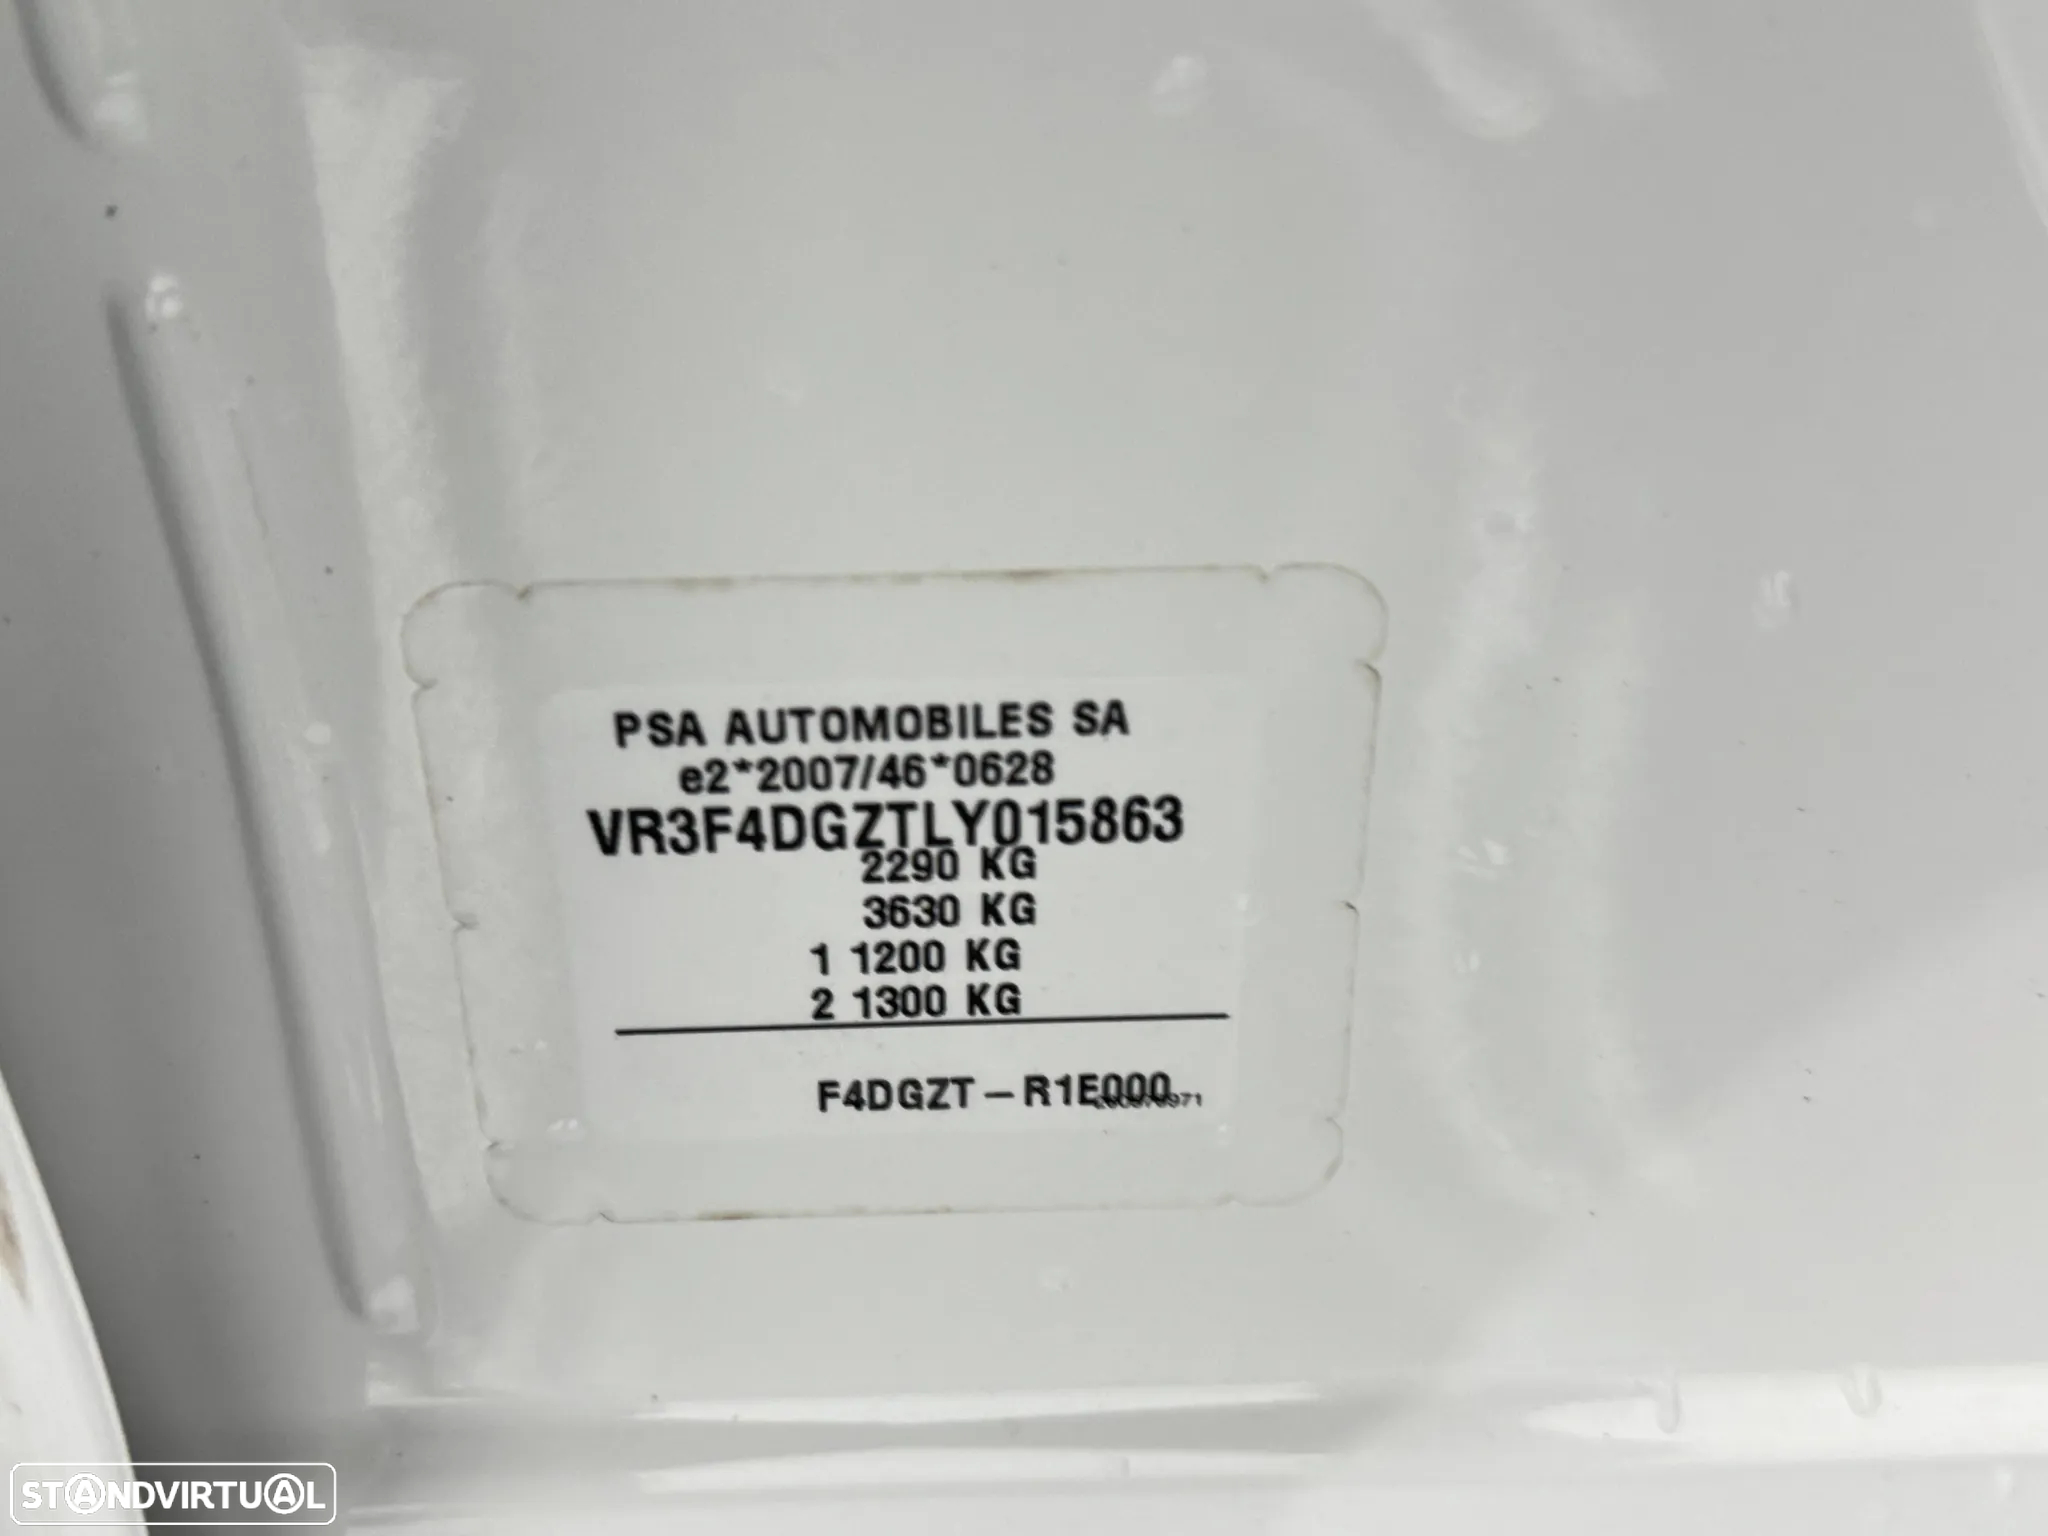 PSA AUTOMOBILES SA
e2*2007/46*0628
VR3F4DGZTLY015863
2290 KG
3630 KG
1 1200 KG
2 1300 KG
F4DGZT – R1E000
STANDVIRTUAL